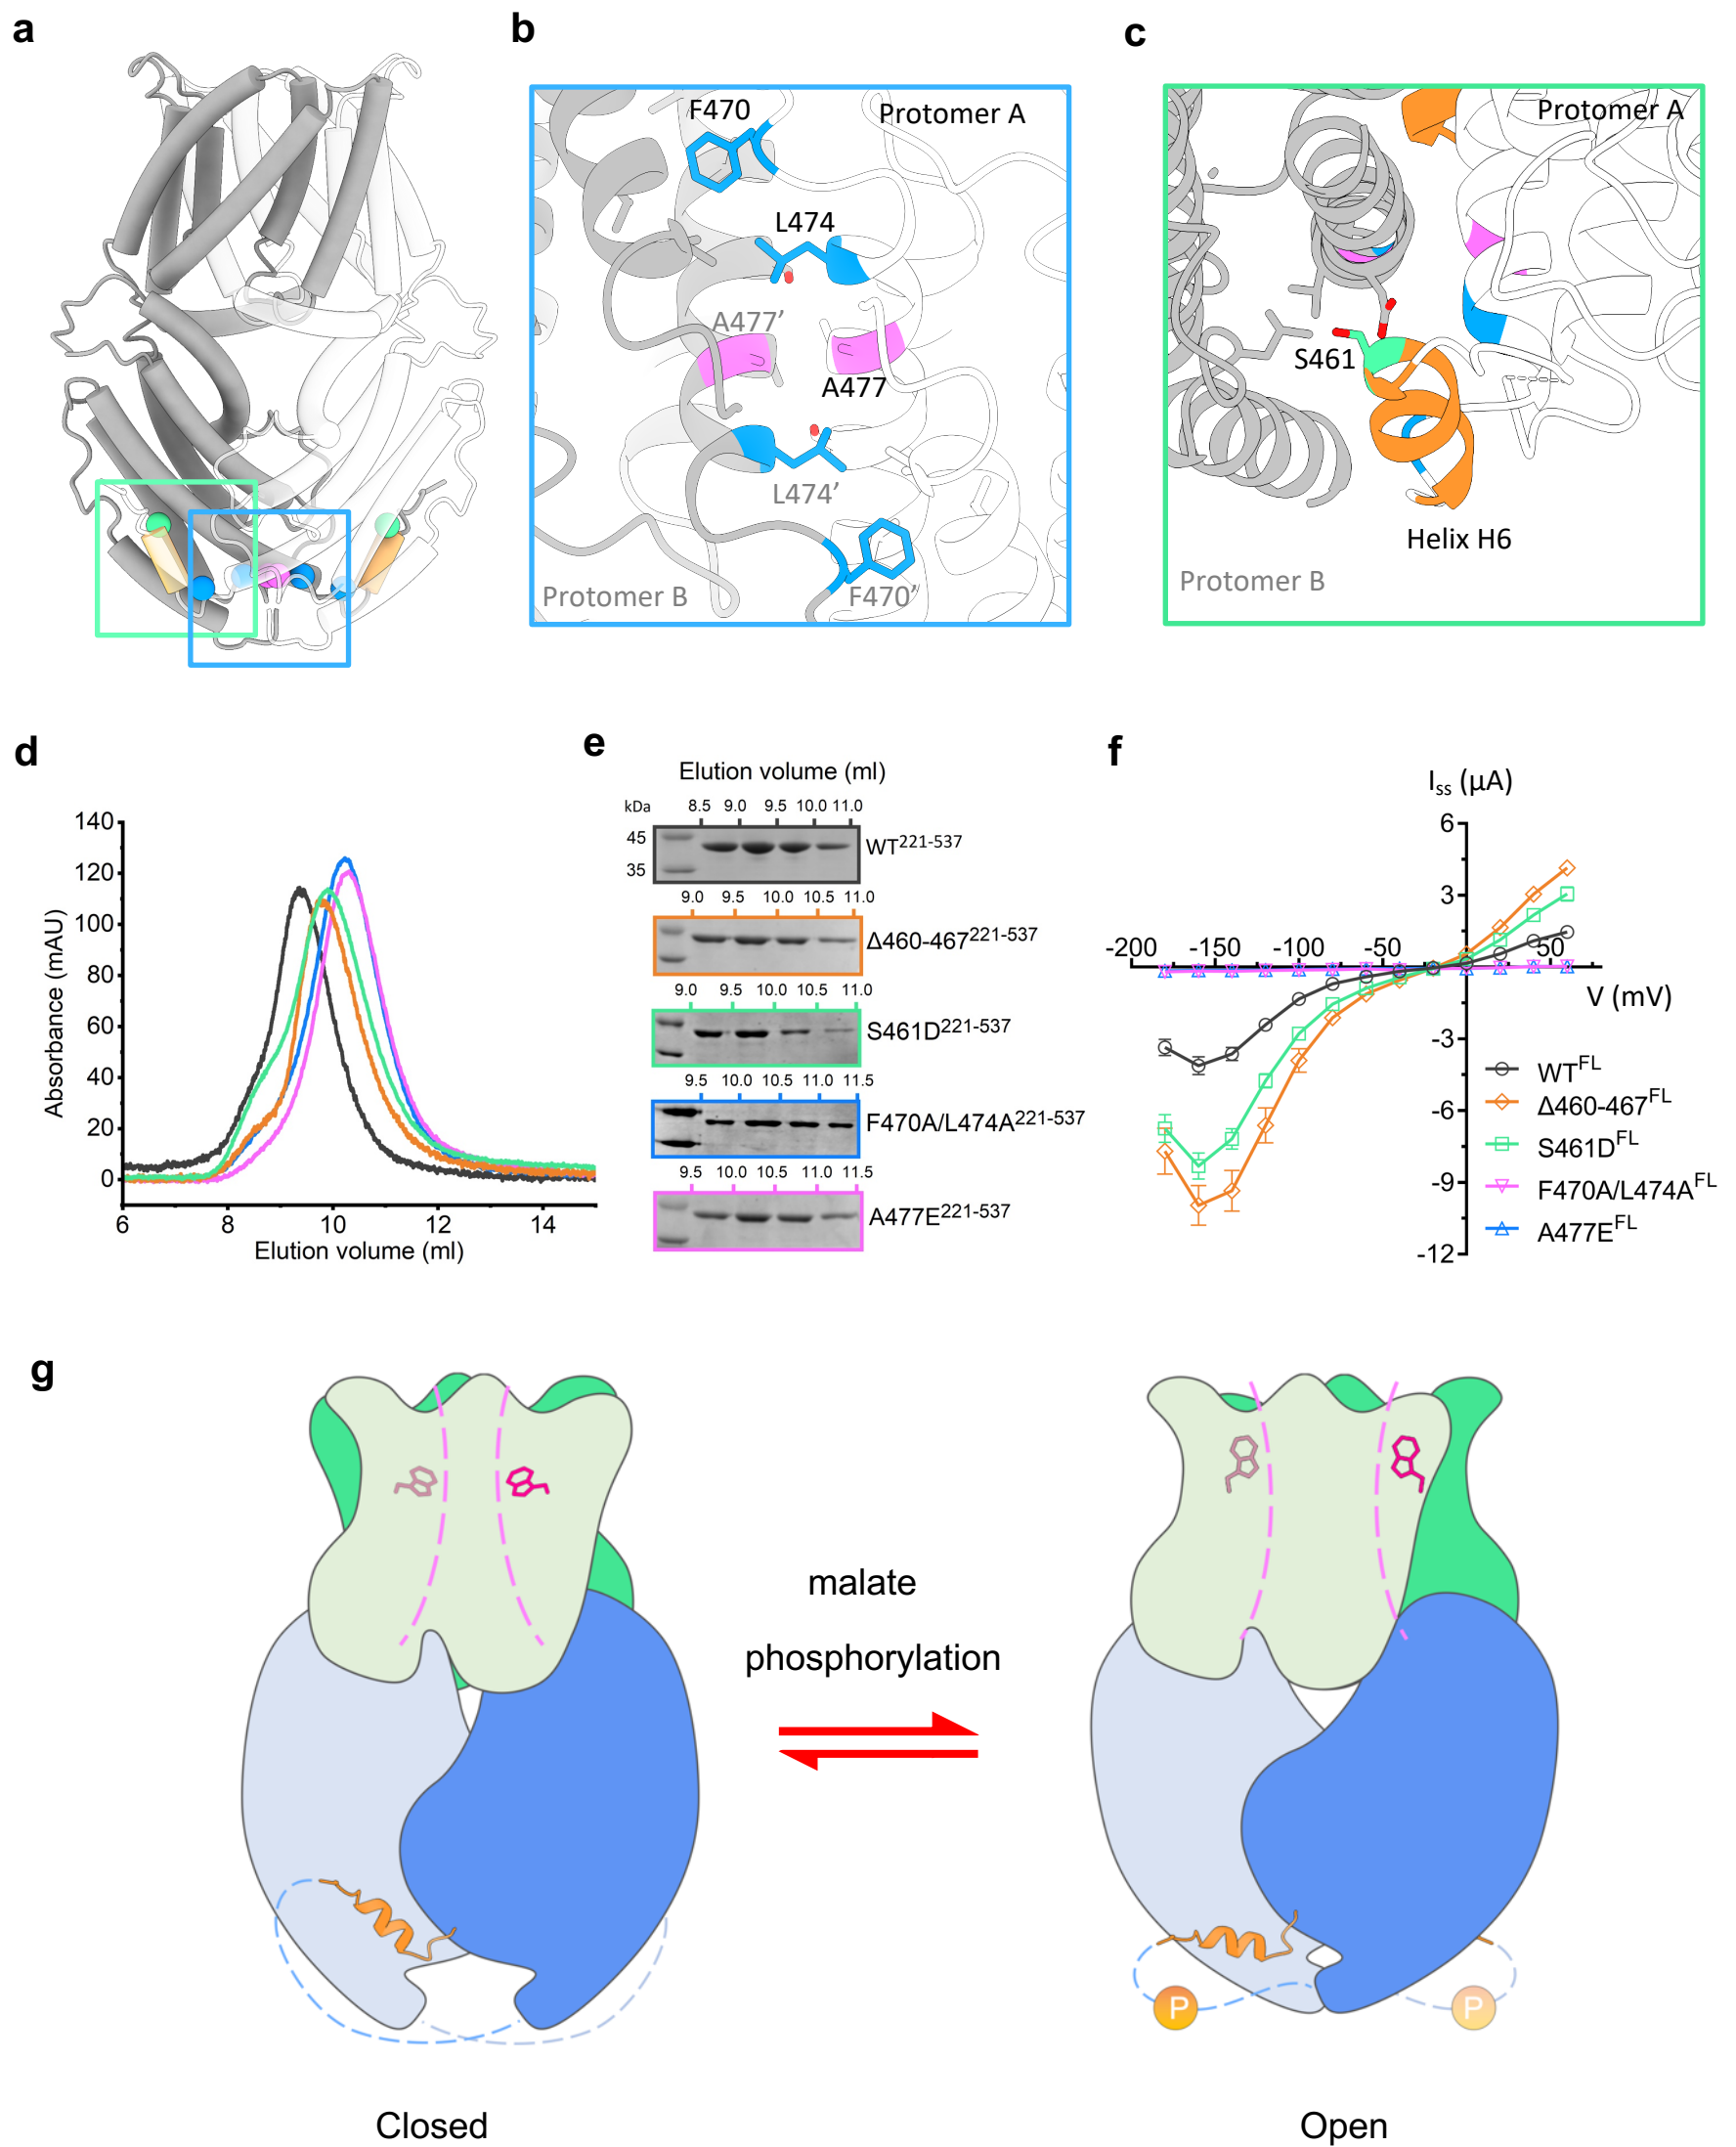 a
b
c
F470
Protomer A
L474
A477'
A477
L474'
Protomer B
F470'
Protomer A
S461
Helix H6
Protomer B
d
140
120
100
80
60
40
20
0
Absorbance (mAU)
6 8 10 12 14
Elution volume (ml)
e
Elution volume (ml)
kDa 8.5 9.0 9.5 10.0 11.0
45
35
WT221-537
9.0 9.5 10.0 10.5 11.0
Δ460-467221-537
9.0 9.5 10.0 10.5 11.0
S461D221-537
9.5 10.0 10.5 11.0 11.5
F470A/L474A221-537
9.5 10.0 10.5 11.0 11.5
A477E221-537
f
Iss (μA)
6
3
-200 -150 -100 -50 50
V (mV)
-3
-6
-9
-12
WTFL
Δ460-467FL
S461DFL
F470A/L474AFL
A477EFL
g
malate
phosphorylation
P P
Closed Open